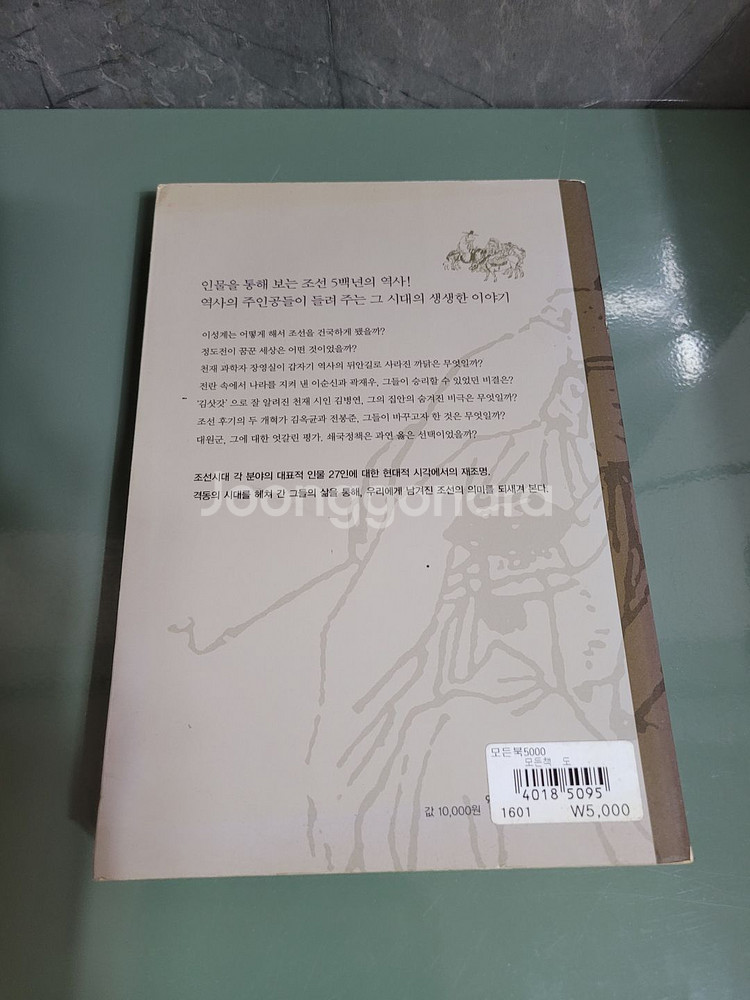 인물을 통해 보는 조선 5백년의 역사!
역사의 주인공들이 들려 주는 그 시대의 생생한 이야기
이성계는 어떻게 해서 조선을 건국하게 됐을까?
정도전이 꿈꾼 세상은 어떤 것이었을까?
천재 과학자 장영실이 갑자기 역사의 뒤안길로 사라진 까닭은 무엇일까?
전란 속에서 나라를 지켜 낸 이순신과 곽재우, 그들이 승리할 수 있었던 비결은?
‘김삿갓’으로 잘 알려진 천재 시인 김병연, 그의 집안의 숨겨진 비극은 무엇일까?
조선 후기의 두 개혁가 김옥균과 전봉준, 그들이 바꾸고자 한 것은 무엇일까?
대원군, 그에 대한 엇갈린 평가. 쇄국정책은 과연 옳은 선택이었을까?
조선시대 각 분야의 대표적 인물 27인에 대한 현대적 시각에서의 재조명.
격동의 시대를 헤쳐 간 그들의 삶을 통해, 우리에게 남겨진 조선의 의미를 되새겨 본다.
Joonggonara
모든북5000
모든책 도
4018 5095
1601 ₩5,000
값 10,000원